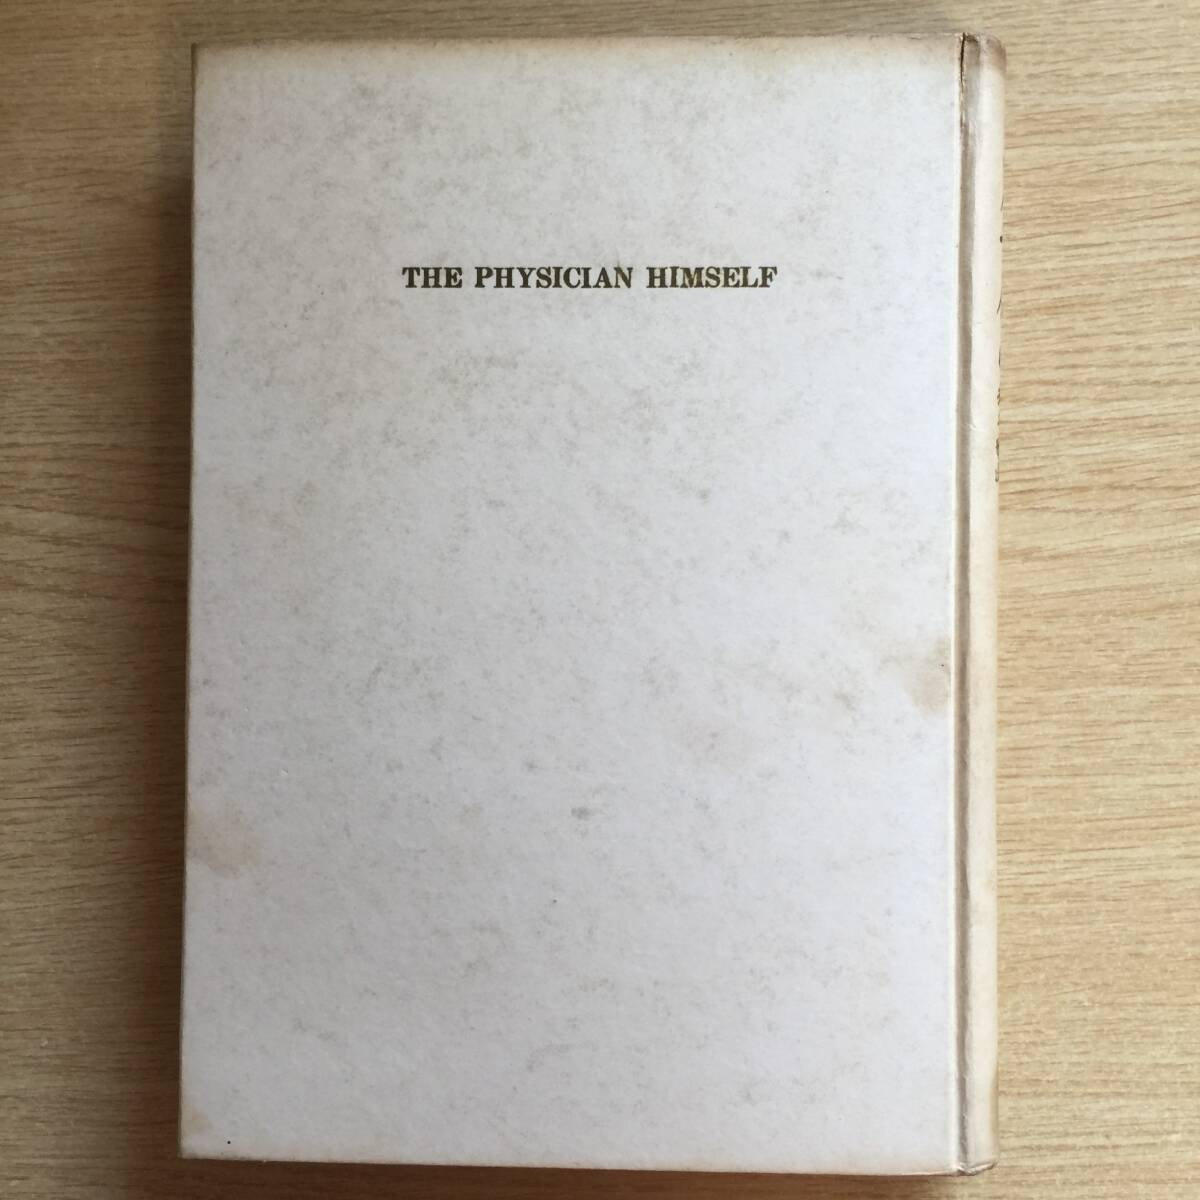 THE PHYSICIAN HIMSELF